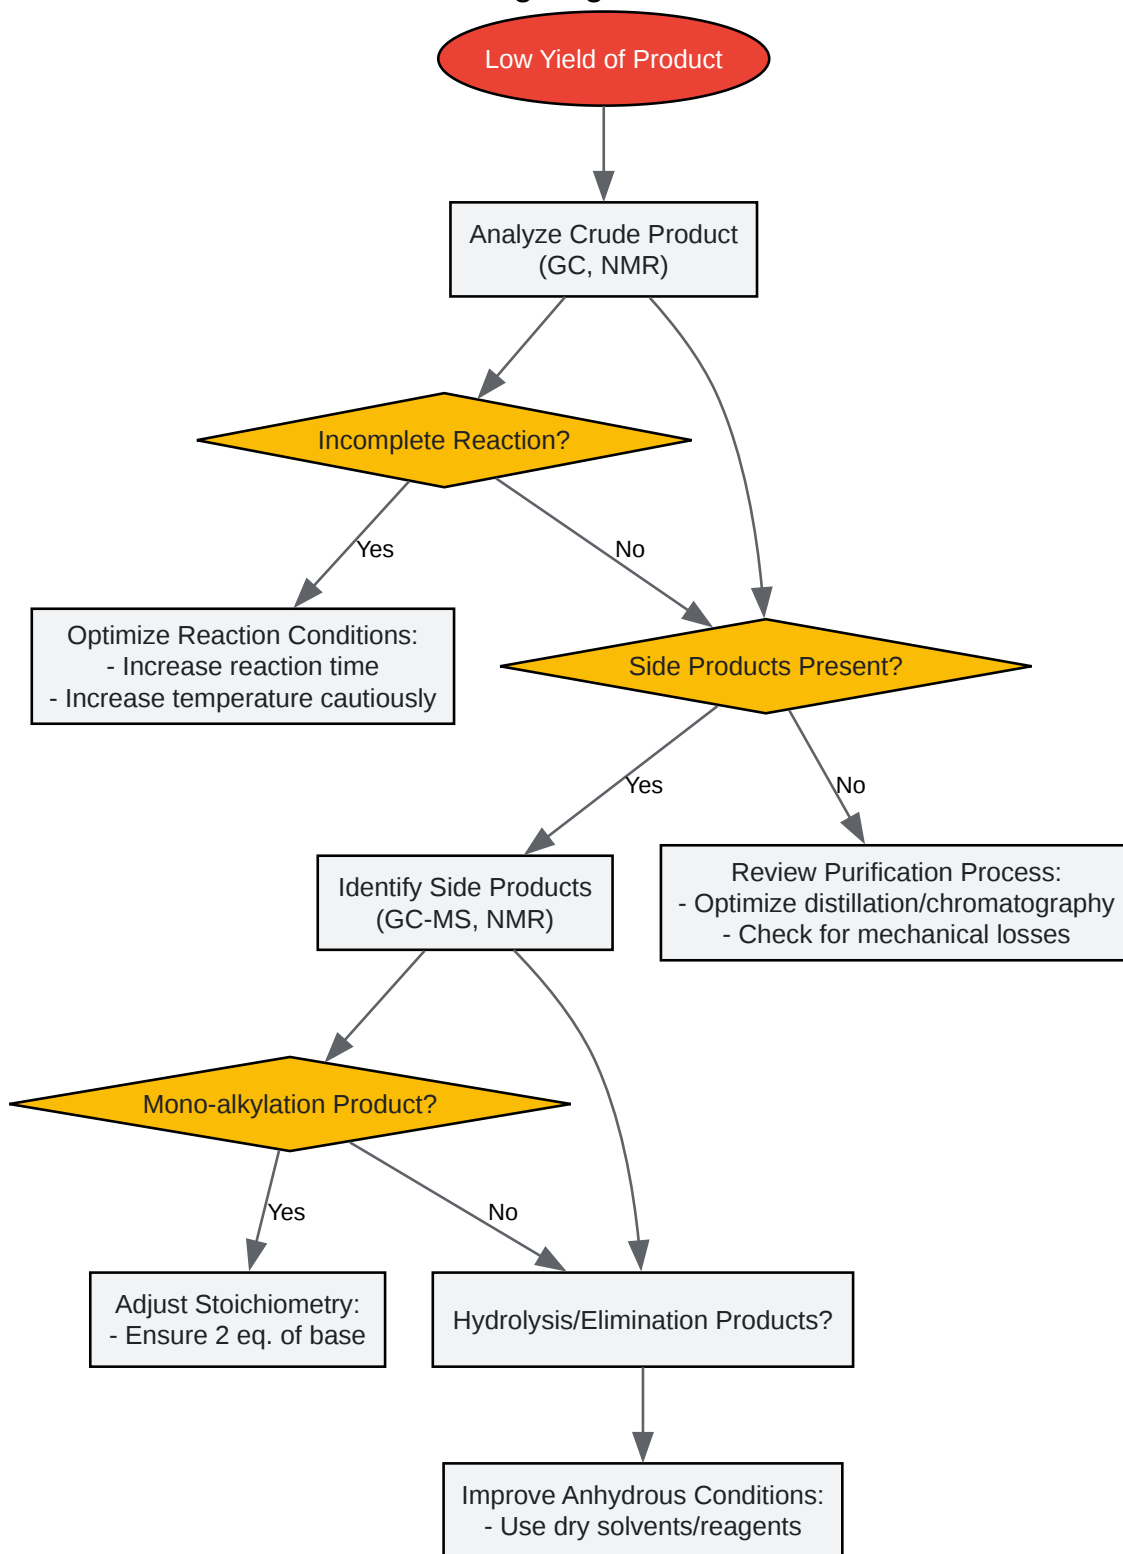 Low Yield of Product
Analyze Crude Product
(GC, NMR)
Incomplete Reaction?
Yes
No
Optimize Reaction Conditions:
- Increase reaction time
- Increase temperature cautiously
Side Products Present?
Yes
No
Identify Side Products
(GC-MS, NMR)
Review Purification Process:
- Optimize distillation/chromatography
- Check for mechanical losses
Mono-alkylation Product?
Yes
No
Adjust Stoichiometry:
- Ensure 2 eq. of base
Hydrolysis/Elimination Products?
Improve Anhydrous Conditions:
- Use dry solvents/reagents